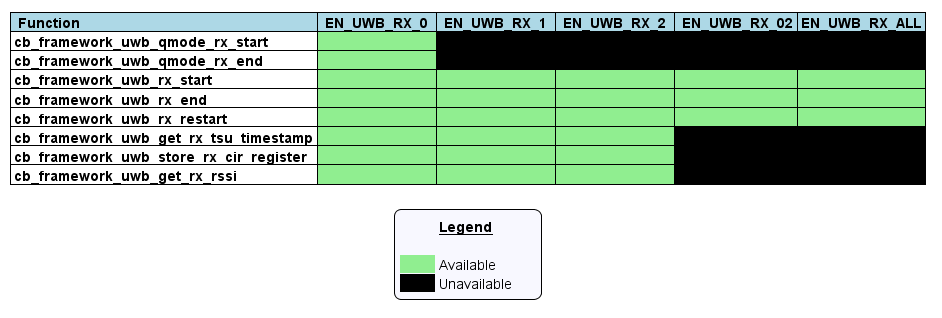 Function EN_UWB_RX_0 EN_UWB_RX_1 EN_UWB_RX_2 EN_UWB_RX_02 EN_UWB_RX_ALL
cb_framework_uwb_qmode_rx_start
cb_framework_uwb_qmode_rx_end
cb_framework_uwb_rx_start
cb_framework_uwb_rx_end
cb_framework_uwb_rx_restart
cb_framework_uwb_get_rx_tsu_timestamp
cb_framework_uwb_store_rx_cir_register
cb_framework_uwb_get_rx_rssi
Legend
Available
Unavailable